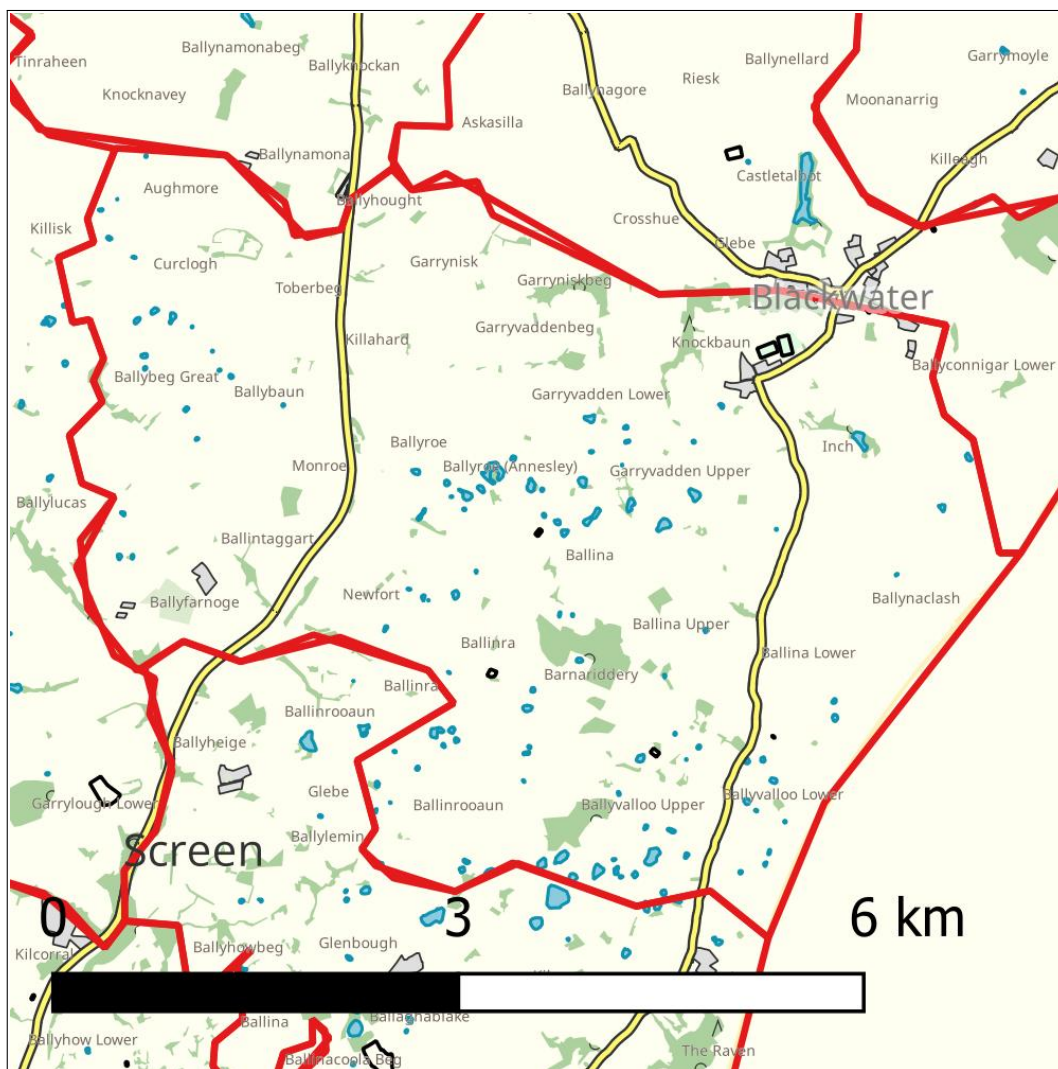 Ballynamonabeg
Tinraheen
Ballyknockan
Knocknavey
Ballynagore
Riesk
Ballynellard
Garrymoyle
Moonanarrig
Askasilla
Ballynamona
Killeagh
Castletalbot
Aughmore
Ballyhought
Killisk
Crosshue
Glebe
Curclogh
Garrynisk
Toberbeg
Garryniskbeg
Blackwater
Garryvaddenbeg
Killahard
Knockbaun
Ballyconnigar Lower
Ballybeg Great
Ballybaun
Garryvadden Lower
Ballyroe
Inch
Monroe
Ballyroe (Annesley)
Garryvadden Upper
Ballylucas
Ballintaggart
Ballina
Ballyfarnoge
Newfort
Ballynaclash
Ballina Upper
Ballinra
Ballina Lower
Barnariddery
Ballinra
Ballinrooaun
Ballyheige
Glebe
Garrylough Lower
Ballinrooaun
Ballyvalloo Upper
Ballyvalloo Lower
Ballylemin
Screen
0 3 6 km
Kilcorral
Ballyhowbeg
Glenbough
Ballina
Ballaghablake
Ballyhow Lower
Ballinacoola Beg
The Raven